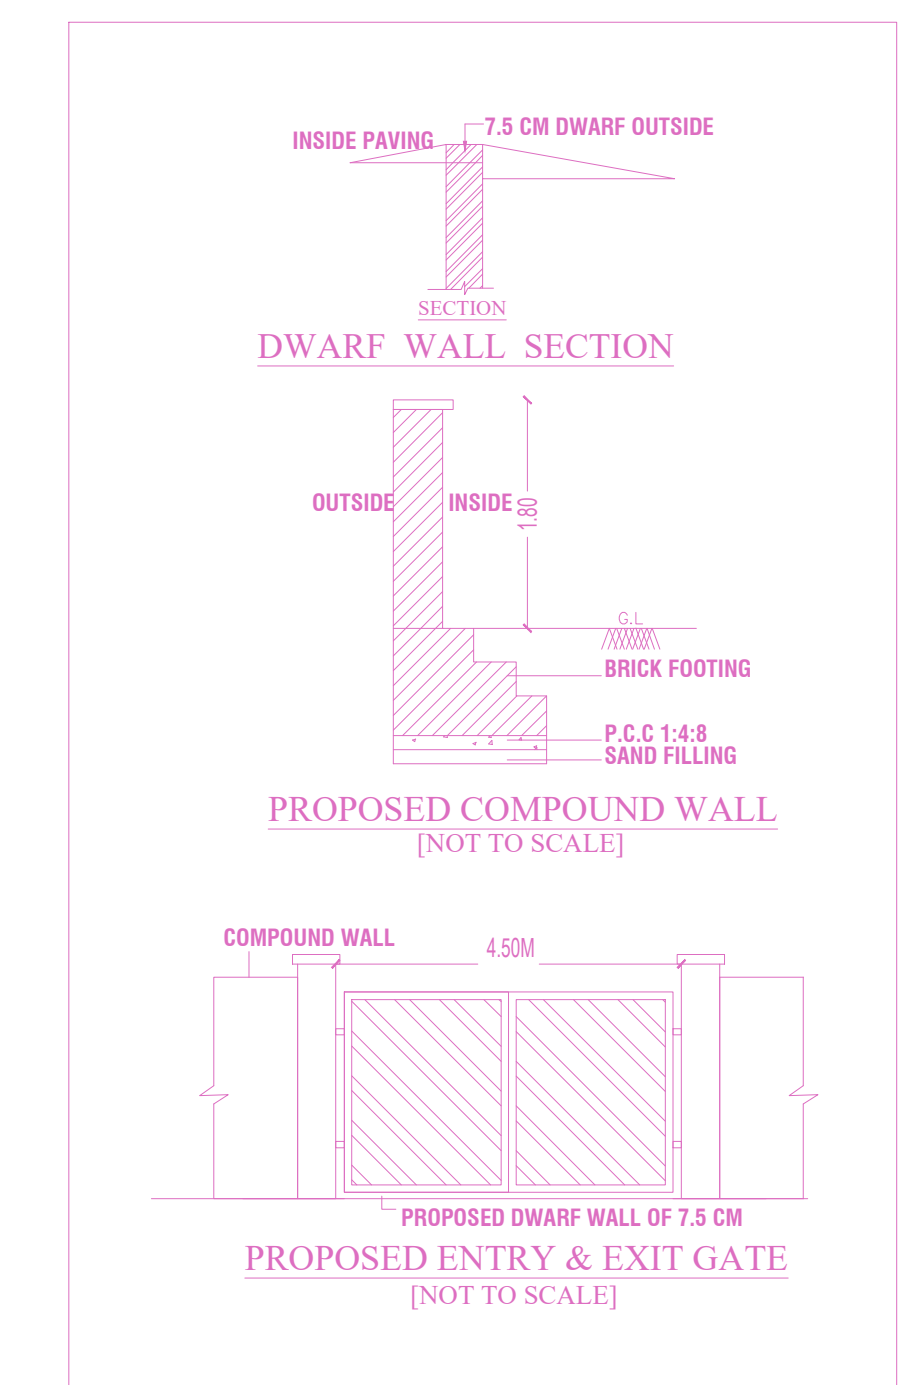 7.5 CM DWARF OUTSIDE
INSIDE PAVING
SECTION
DWARF WALL SECTION
OUTSIDE
INSIDE
1.80
G.L
BRICK FOOTING
P.C.C 1:4:8
SAND FILLING
PROPOSED COMPOUND WALL
[NOT TO SCALE]
COMPOUND WALL
4.50M
PROPOSED DWARF WALL OF 7.5 CM
PROPOSED ENTRY & EXIT GATE
[NOT TO SCALE]